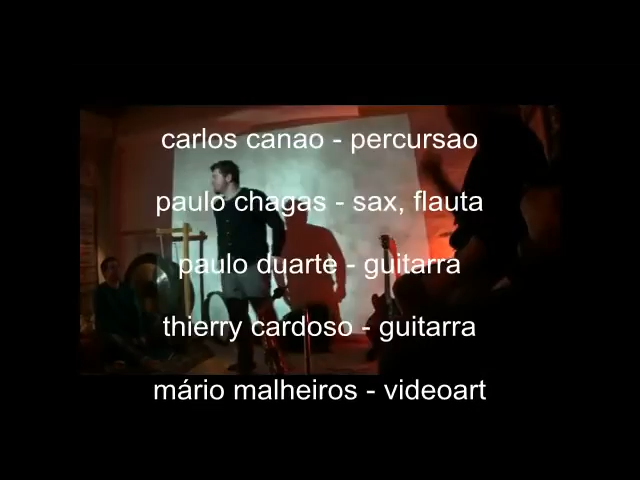 carlos canao - percursao
paulo chagas - sax, flauta
paulo duarte - guitarra
thierry cardoso - guitarra
mário malheiros - videoart